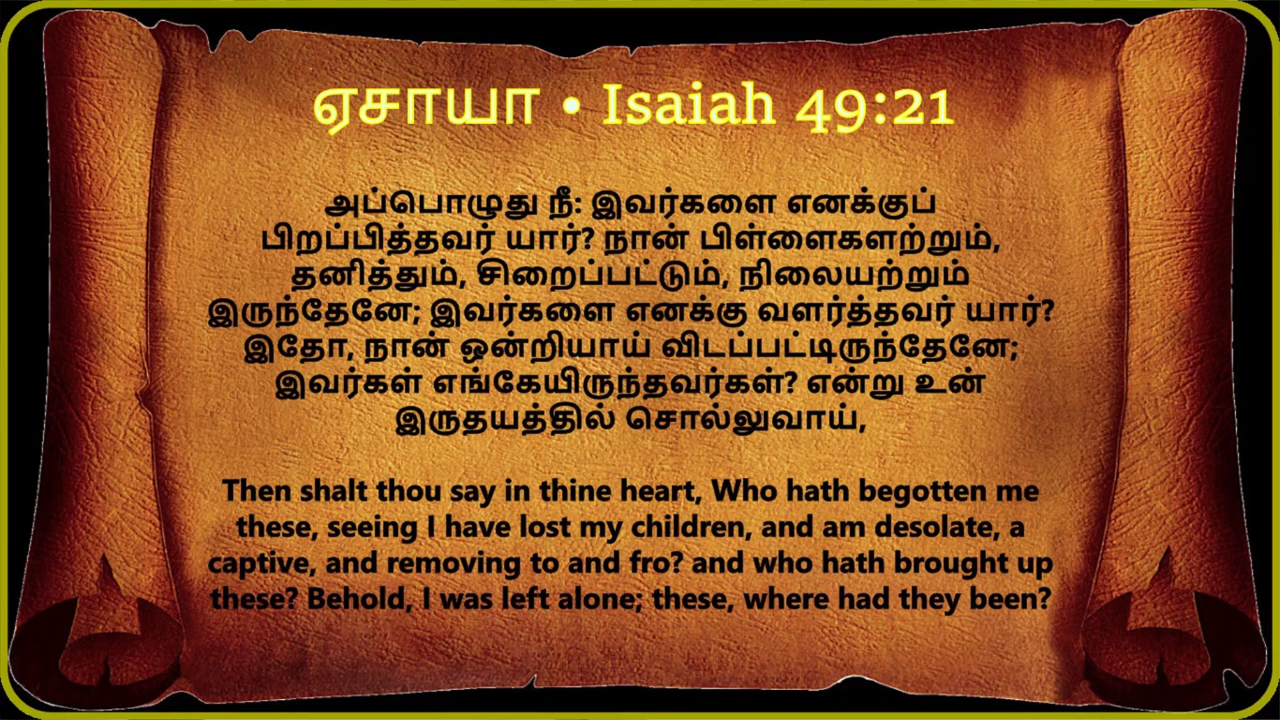 ஏசாயா • Isaiah 49:21
அப்பொழுது நீ: இவர்களை எனக்குப்
பிறப்பித்தவர் யார்? நான் பிள்ளைகளற்றும்,
தனித்தும், சிறைப்பட்டும், நிலையற்றும்
இருந்தேனே; இவர்களை எனக்கு வளர்த்தவர் யார்?
இதோ, நான் ஒன்றியாய் விடப்பட்டிருந்தேனே;
இவர்கள் எங்கேயிருந்தவர்கள்? என்று உன்
இருதயத்தில் சொல்லுவாய்,
Then shalt thou say in thine heart, Who hath begotten me
these, seeing I have lost my children, and am desolate, a
captive, and removing to and fro? and who hath brought up
these? Behold, I was left alone; these, where had they been?